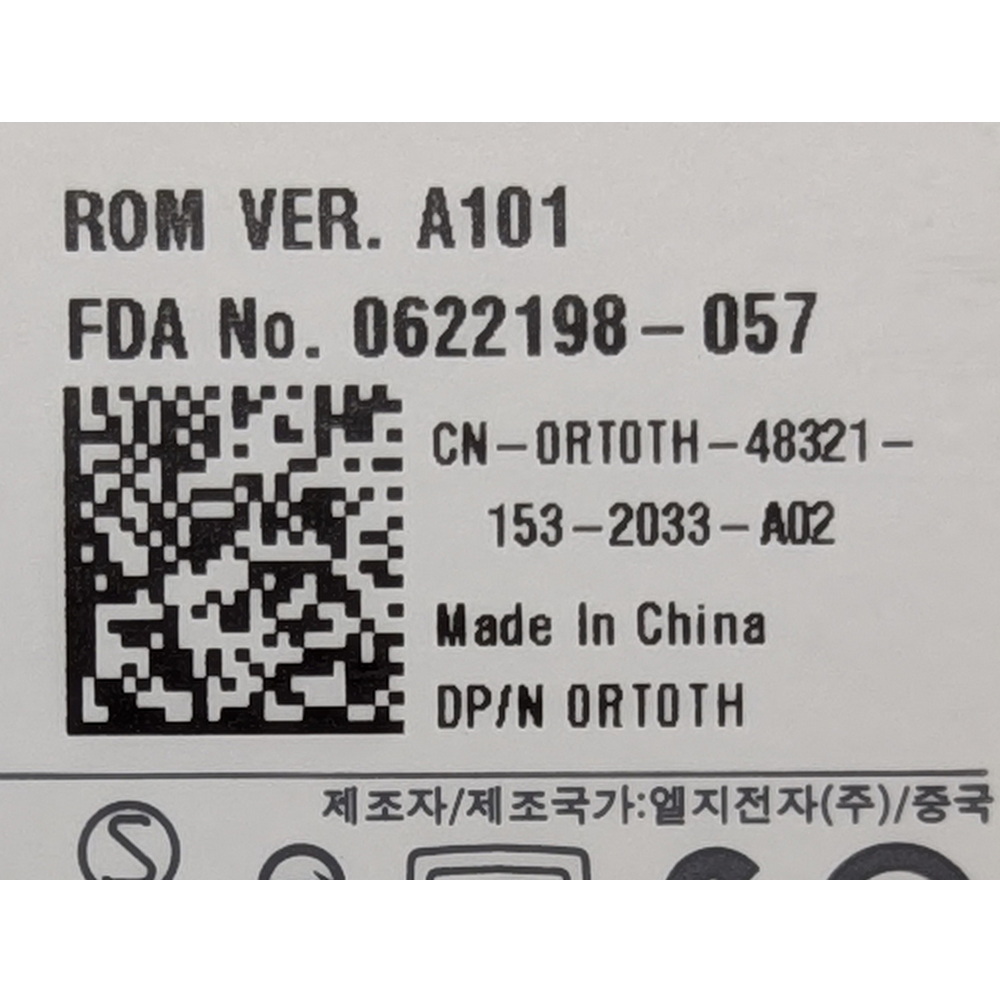 ROM VER. A101
FDA No. 0622198-057
CN-0RT0TH-48321-
153-2033-A02
Made In China
DP/N 0RT0TH
제조자/제조국가:엘지전자(주)/중국